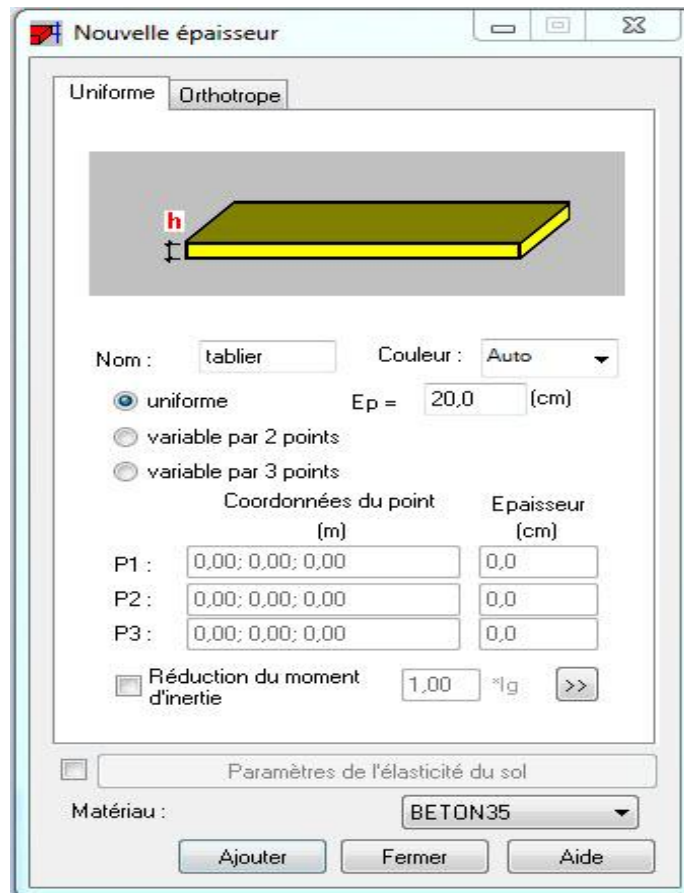 Nouvelle épaisseur
Uniforme Orthotrope
h
Nom : tablier Couleur : Auto
uniforme Ep = 20,0 (cm)
variable par 2 points
variable par 3 points
Coordonnées du point Epaisseur
(m) (cm)
P1 : 0,00; 0,00; 0,00 0,0
P2 : 0,00; 0,00; 0,00 0,0
P3 : 0,00; 0,00; 0,00 0,0
Réduction du moment d'inertie 1,00 *Ig >>
Paramètres de l'élasticité du sol
Matériau : BETON35
Ajouter Fermer Aide